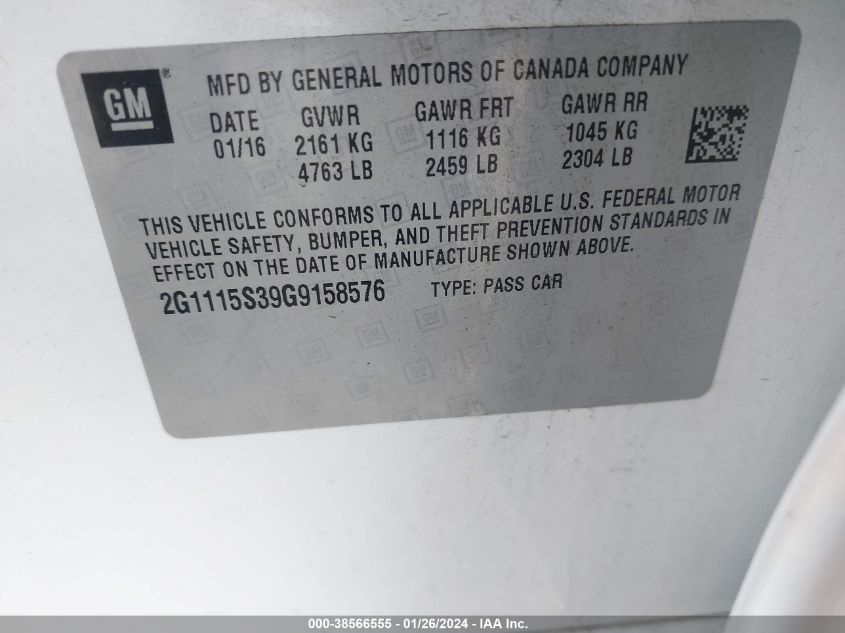 GM® MFD BY GENERAL MOTORS OF CANADA COMPANY
DATE GVWR GAWR FRT GAWR RR
01/16 2161 KG 1116 KG 1045 KG
4763 LB 2459 LB 2304 LB
THIS VEHICLE CONFORMS TO ALL APPLICABLE U.S. FEDERAL MOTOR
VEHICLE SAFETY, BUMPER, AND THEFT PREVENTION STANDARDS IN
EFFECT ON THE DATE OF MANUFACTURE SHOWN ABOVE.
2G1115S39G9158576 TYPE: PASS CAR
000-38566555 - 01/26/2024 - IAA Inc.